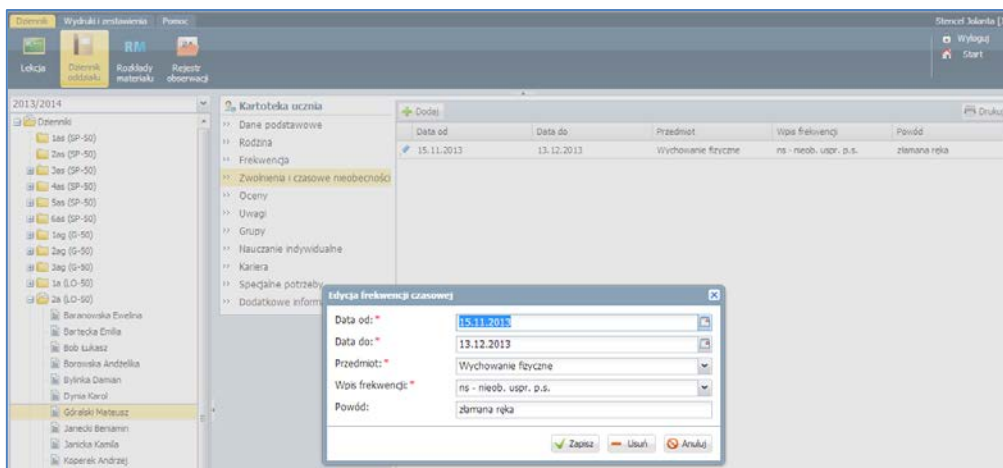 Dziennik Wydruki i zestawienia Pomoc
Stencel Jolanta [
Wyloguj
Start
Lekcja
Dziennik oddziału
RM
Rozkłady materiału
Rejestr obserwacji
2013/2014
Dzienniki
1as (SP-50)
2as (SP-50)
3as (SP-50)
4as (SP-50)
5as (SP-50)
6as (SP-50)
1ag (G-50)
2ag (G-50)
3ag (G-50)
1a (LO-50)
2a (LO-50)
Baranowska Ewelina
Bartecka Emilia
Bob Łukasz
Borowska Andżelika
Bylinka Damian
Dynia Karol
Góralski Mateusz
Janecki Beniamin
Janicka Kamila
Koperek Andrzej
Kartoteka ucznia
Dane podstawowe
Rodzina
Frekwencja
Zwolnienia i czasowe nieobecności
Oceny
Uwagi
Grupy
Nauczanie indywidualne
Kariera
Specjalne potrzeby
Dodatkowe inform
Dodaj
Druku
Data od Data do Przedmiot Wpis frekwencji Powód
15.11.2013 13.12.2013 Wychowanie fizyczne ns - nieob. uspr. p.s. złamana ręka
Edycja frekwencji czasowej
Data od: * 15.11.2013
Data do: * 13.12.2013
Przedmiot: * Wychowanie fizyczne
Wpis frekwencji: * ns - nieob. uspr. p.s.
Powód: złamana ręka
Zapisz Usuń Anuluj